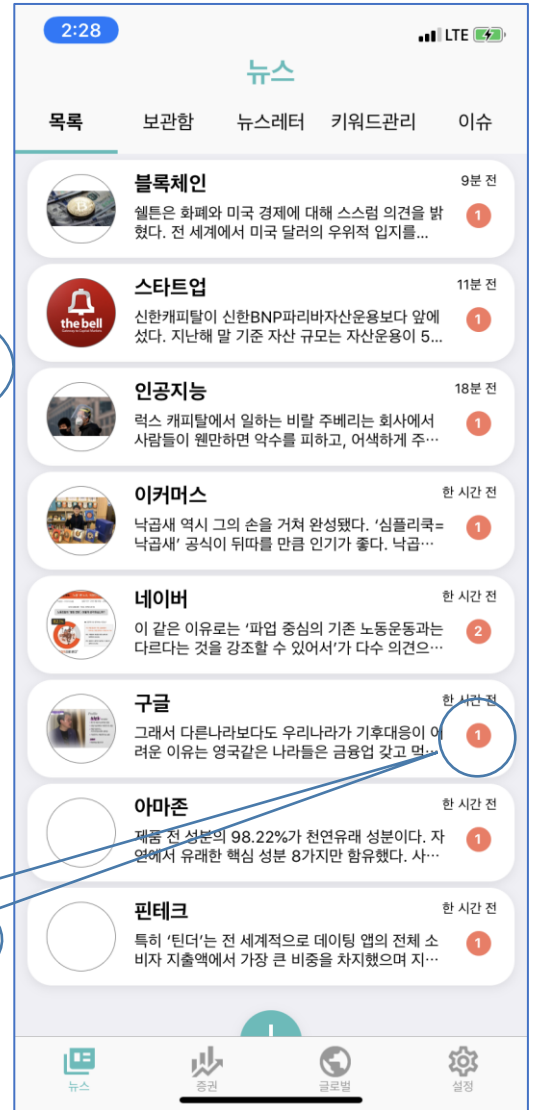 2:28
LTE
뉴스
목록 보관함 뉴스레터 키워드관리 이슈
블록체인 9분 전
쉘튼은 화폐와 미국 경제에 대해 스스럼 의견을 밝
혔다. 전 세계에서 미국 달러의 우위적 입지를...
1
스타트업 11분 전
the bell
신한캐피탈이 신한BNP파리바자산운용보다 앞에
섰다. 지난해 말 기준 자산 규모는 자산운용이 5...
1
인공지능 18분 전
럭스 캐피탈에서 일하는 비랄 주베리는 회사에서
사람들이 웬만하면 악수를 피하고, 어색하게 주…
1
이커머스 한 시간 전
낙곱새 역시 그의 손을 거쳐 완성됐다. ‘심플리쿡=
낙곱새’ 공식이 뒤따를 만큼 인기가 좋다. 낙곱…
1
네이버 한 시간 전
이 같은 이유로는 ‘파업 중심의 기존 노동운동과는
다르다는 것을 강조할 수 있어서’가 다수 의견으…
2
구글 한 시간 전
그래서 다른나라보다도 우리나라가 기후대응이 어
려운 이유는 영국같은 나라들은 금융업 갖고 먹…
1
아마존 한 시간 전
제품 전 성분의 98.22%가 천연유래 성분이다. 자
연에서 유래한 핵심 성분 8가지만 함유했다. 사…
1
핀테크 한 시간 전
특히 ‘틴더’는 전 세계적으로 데이팅 앱의 전체 소
비자 지출액에서 가장 큰 비중을 차지했으며 지…
1
뉴스 증권 글로벌 설정